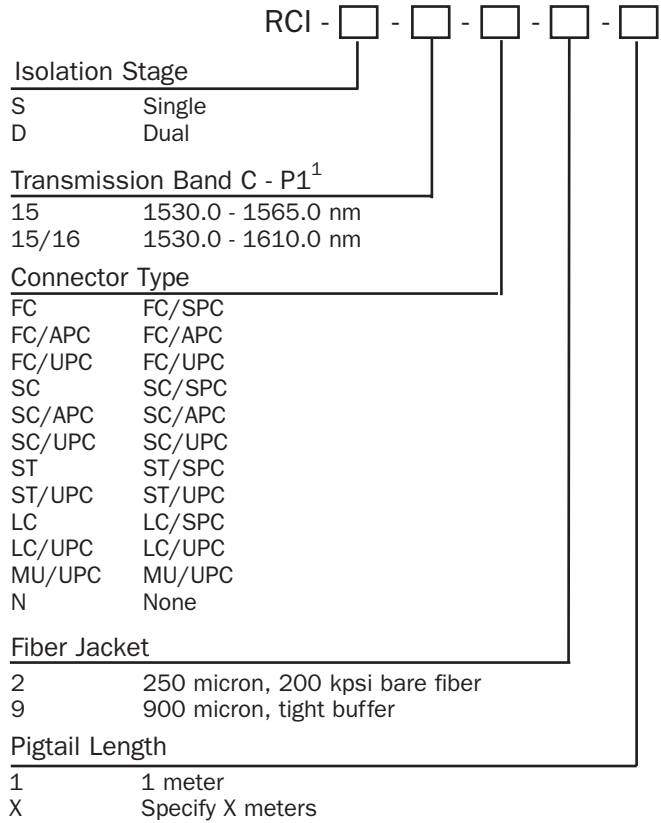 RCI - - - - -
Isolation Stage
S Single
D Dual
Transmission Band C - P1¹
15 1530.0 - 1565.0 nm
15/16 1530.0 - 1610.0 nm
Connector Type
FC FC/SPC
FC/APC FC/APC
FC/UPC FC/UPC
SC SC/SPC
SC/APC SC/APC
SC/UPC SC/UPC
ST ST/SPC
ST/UPC ST/UPC
LC LC/SPC
LC/UPC LC/UPC
MU/UPC MU/UPC
N None
Fiber Jacket
2 250 micron, 200 kpsi bare fiber
9 900 micron, tight buffer
Pigtail Length
1 1 meter
X Specify X meters